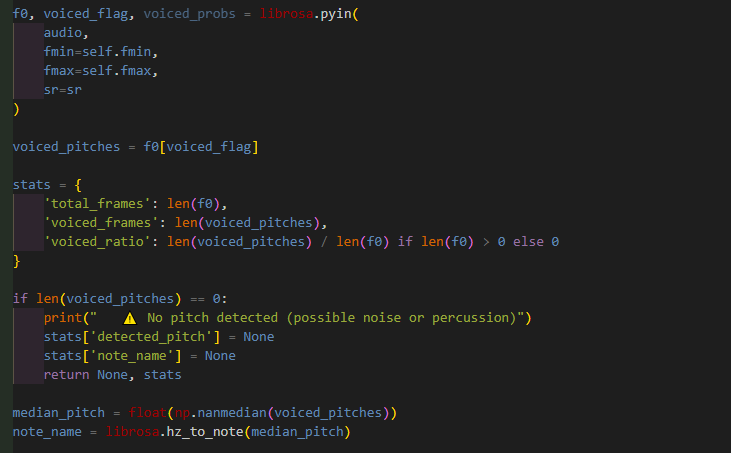 f0, voiced_flag, voiced_probs = librosa.pyin(
    audio,
    fmin=self.fmin,
    fmax=self.fmax,
    sr=sr
)

voiced_pitches = f0[voiced_flag]

stats = {
    'total_frames': len(f0),
    'voiced_frames': len(voiced_pitches),
    'voiced_ratio': len(voiced_pitches) / len(f0) if len(f0) > 0 else 0
}

if len(voiced_pitches) == 0:
    print("   ⚠️ No pitch detected (possible noise or percussion)")
    stats['detected_pitch'] = None
    stats['note_name'] = None
    return None, stats

median_pitch = float(np.nanmedian(voiced_pitches))
note_name = librosa.hz_to_note(median_pitch)